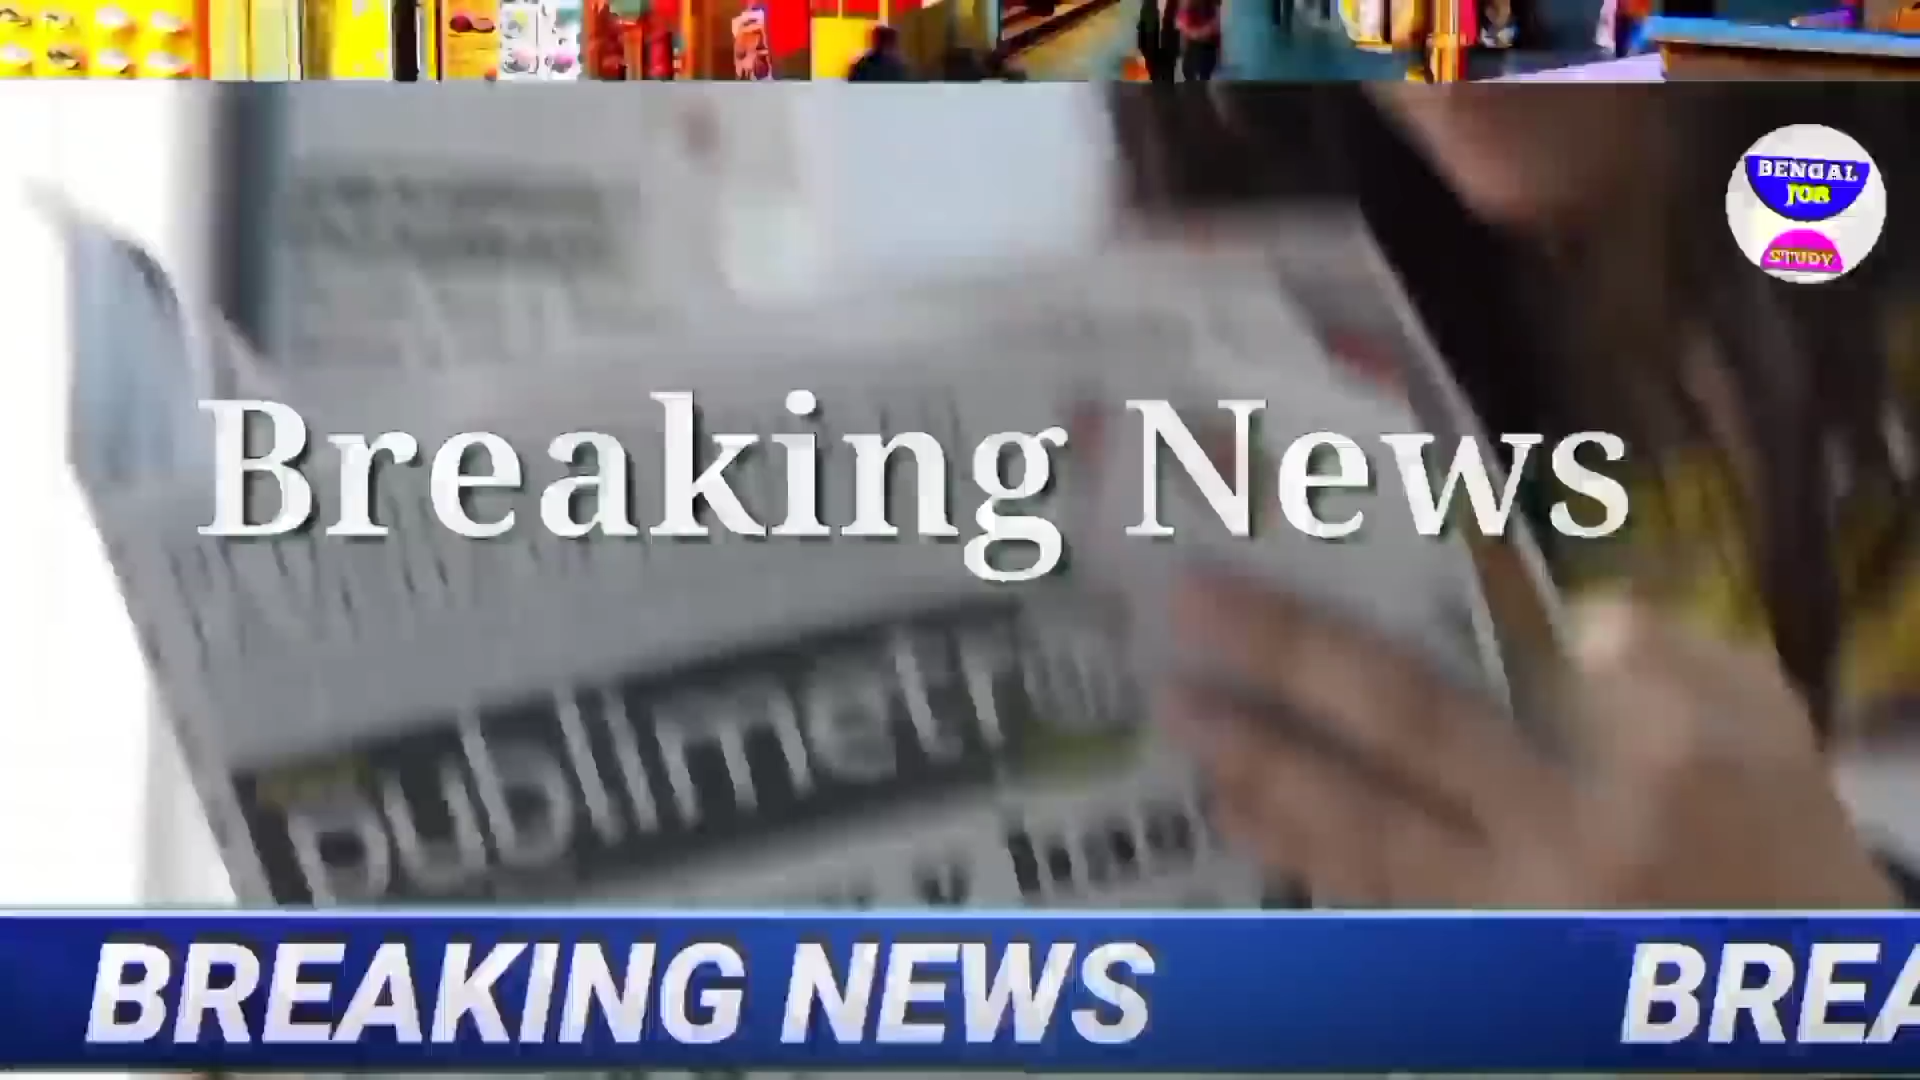 BENGAL
JOB
STUDY
Breaking News
publimetro
BREAKING NEWS BREA